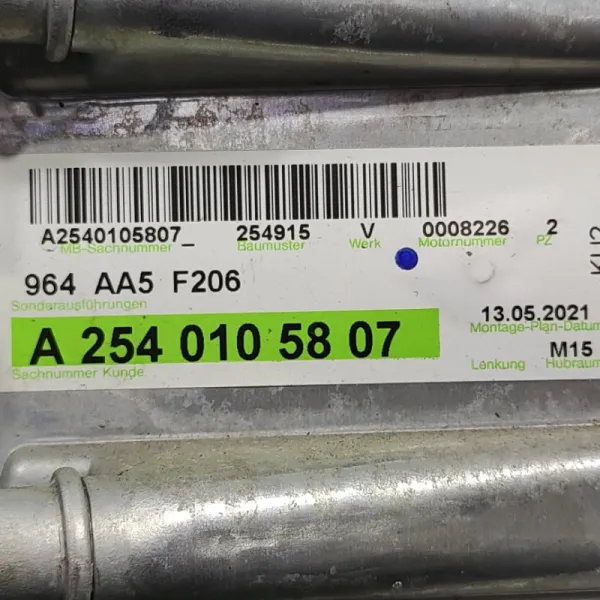 A2540105807_ 254915 V 0008226 2
MB-Sachnummer Baumuster Werk Motornummer PZ
964 AA5 F206
Sonderausführungen
13.05.2021
Montage-Plan-Datum
A 254 010 58 07
Sachnummer Kunde
M15
Lenkung Hubraum